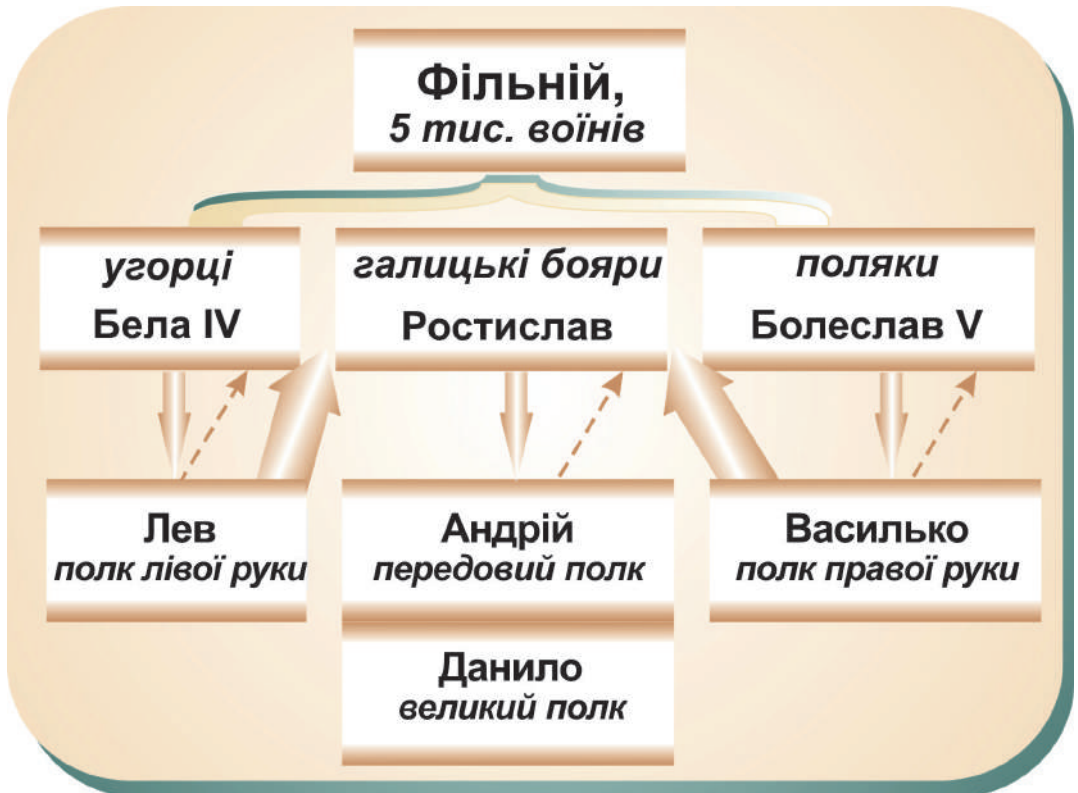 Фільній,
5 тис. воїнів
угорці
Бела IV
галицькі бояри
Ростислав
поляки
Болеслав V
Лев
полк лівої руки
Андрій
передовий полк
Василько
полк правої руки
Данило
великий полк